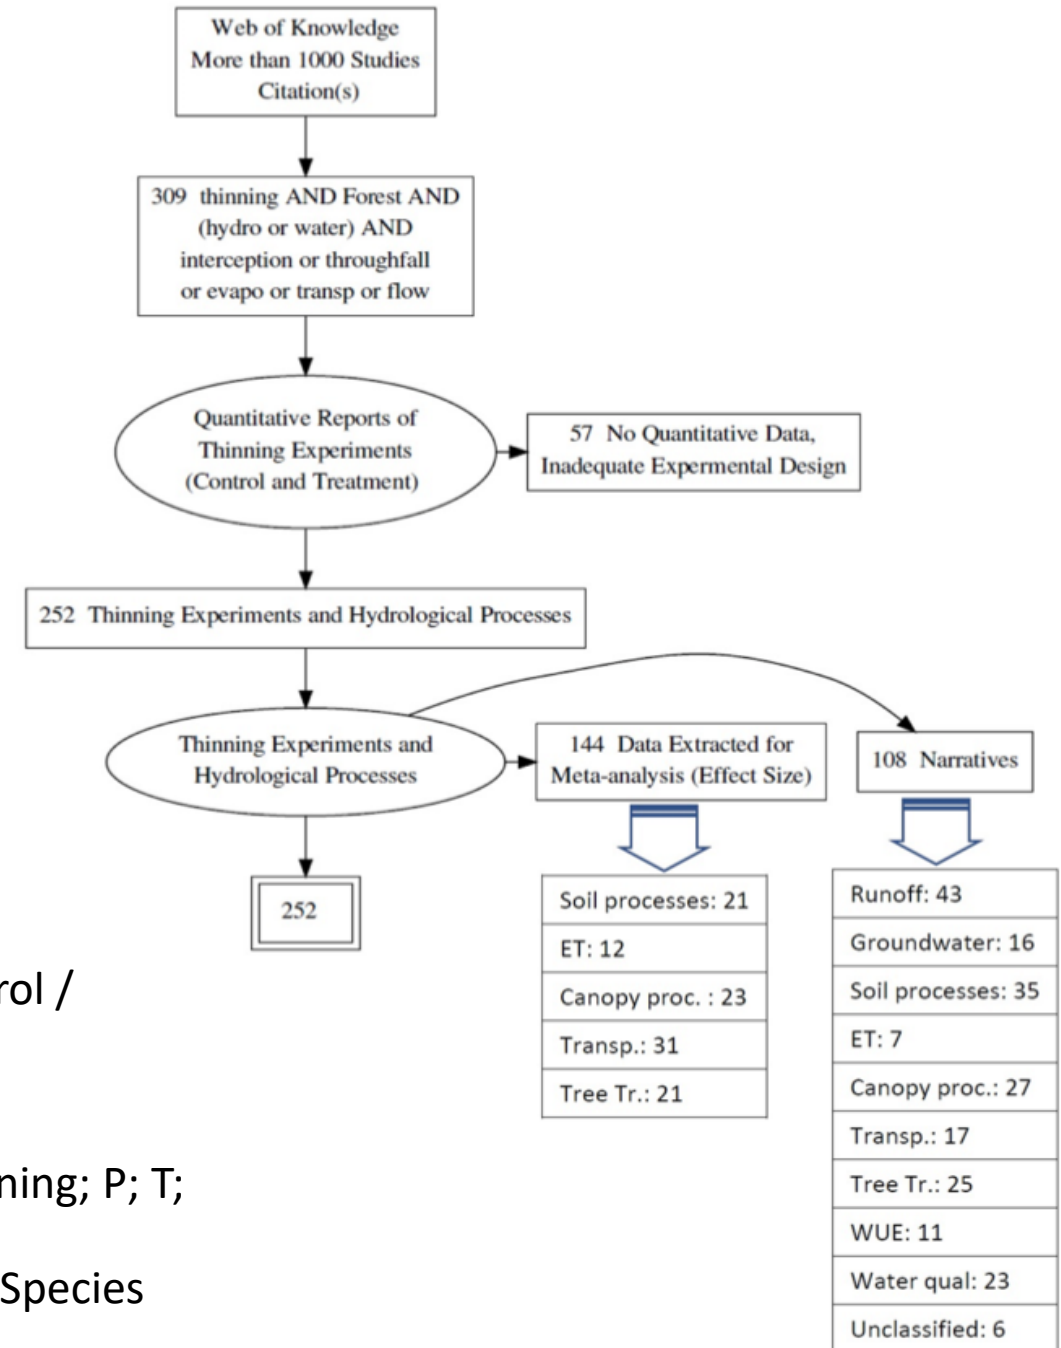 Web of Knowledge
More than 1000 Studies
Citation(s)
309 thinning AND Forest AND
(hydro or water) AND
interception or throughfall
or evapo or transp or flow
Quantitative Reports of
Thinning Experiments
(Control and Treatment)
57 No Quantitative Data,
Inadequate Expermental Design
252 Thinning Experiments and Hydrological Processes
Thinning Experiments and
Hydrological Processes
144 Data Extracted for
Meta-analysis (Effect Size)
108 Narratives
252
Soil processes: 21
ET: 12
Canopy proc. : 23
Transp.: 31
Tree Tr.: 21
Runoff: 43
Groundwater: 16
Soil processes: 35
ET: 7
Canopy proc.: 27
Transp.: 17
Tree Tr.: 25
WUE: 11
Water qual: 23
Unclassified: 6
rol /
ning; P; T;
Species